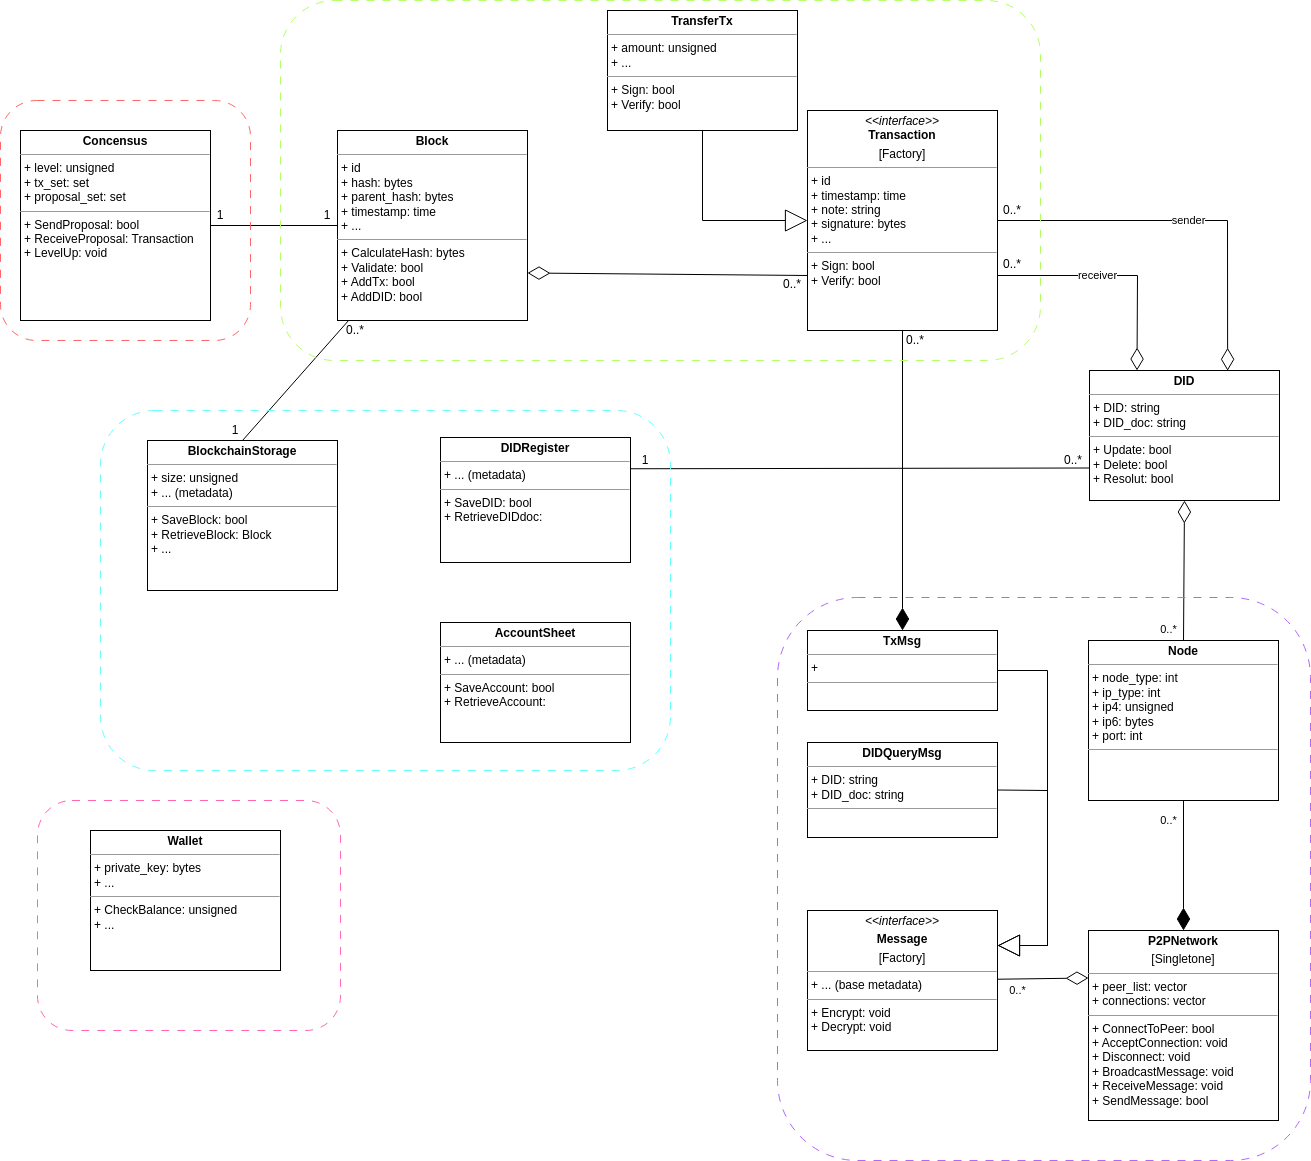 TransferTx
+ amount: unsigned
+ ...
+ Sign: bool
+ Verify: bool
<<interface>>
Transaction
[Factory]
+ id
+ timestamp: time
+ note: string
+ signature: bytes
+ ...
+ Sign: bool
+ Verify: bool
Concensus
+ level: unsigned
+ tx_set: set
+ proposal_set: set
+ SendProposal: bool
+ ReceiveProposal: Transaction
+ LevelUp: void
1
1
Block
+ id
+ hash: bytes
+ parent_hash: bytes
+ timestamp: time
+ ...
+ CalculateHash: bytes
+ Validate: bool
+ AddTx: bool
+ AddDID: bool
0..*
0..*
sender
0..*
receiver
0..*
0..*
1
DID
+ DID: string
+ DID_doc: string
+ Update: bool
+ Delete: bool
+ Resolut: bool
BlockchainStorage
+ size: unsigned
+ ... (metadata)
+ SaveBlock: bool
+ RetrieveBlock: Block
+ ...
DIDRegister
+ ... (metadata)
+ SaveDID: bool
+ RetrieveDIDdoc:
1
0..*
AccountSheet
+ ... (metadata)
+ SaveAccount: bool
+ RetrieveAccount:
0..*
TxMsg
+
Node
+ node_type: int
+ ip_type: int
+ ip4: unsigned
+ ip6: bytes
+ port: int
DIDQueryMsg
+ DID: string
+ DID_doc: string
0..*
Wallet
+ private_key: bytes
+ ...
+ CheckBalance: unsigned
+ ...
<<interface>>
Message
[Factory]
+ ... (base metadata)
+ Encrypt: void
+ Decrypt: void
0..*
P2PNetwork
[Singletone]
+ peer_list: vector
+ connections: vector
+ ConnectToPeer: bool
+ AcceptConnection: void
+ Disconnect: void
+ BroadcastMessage: void
+ ReceiveMessage: void
+ SendMessage: bool